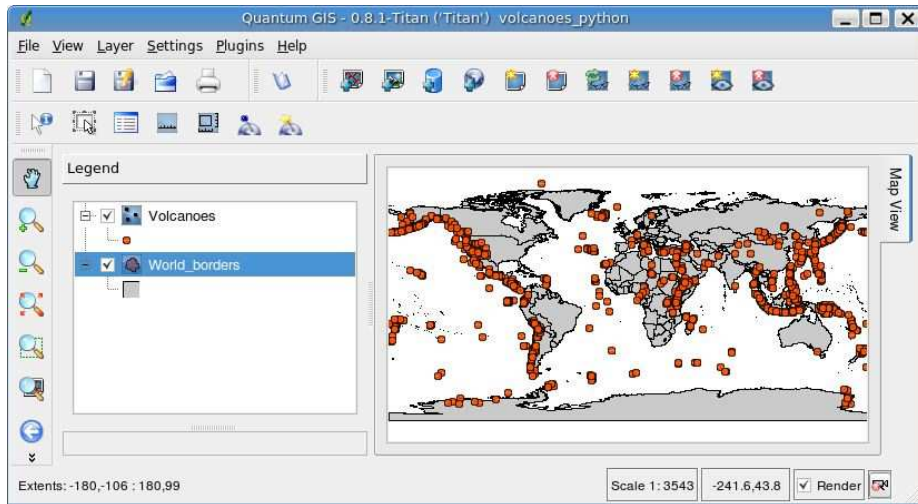 Quantum GIS - 0.8.1-Titan ('Titan') volcanoes_python
File View Layer Settings Plugins Help
Legend
Volcanoes
World_borders
Map View
Extents: -180,-106 : 180,99
Scale 1: 3543
-241.6,43.8
Render